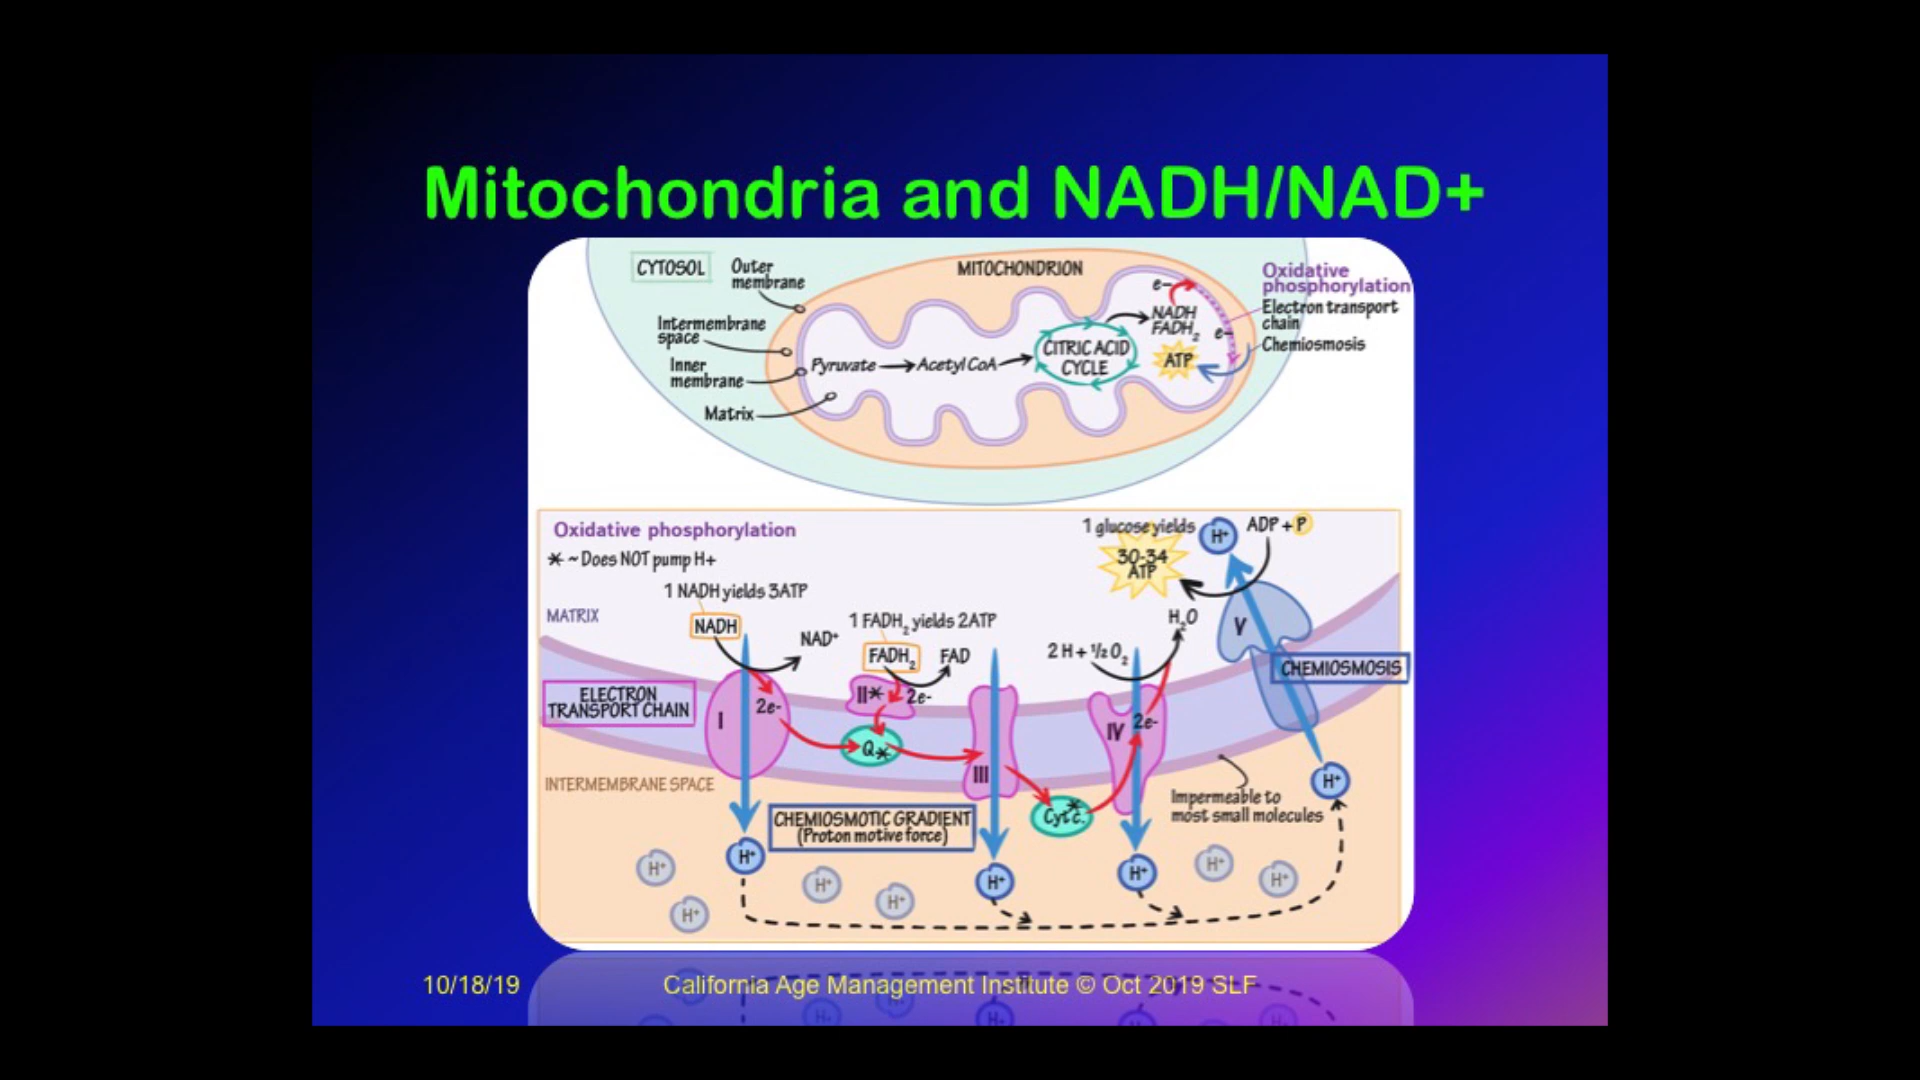 Mitochondria and NADH/NAD+
CYTOSOL
Outer
membrane
MITOCHONDRION
Oxidative
phosphorylation
Electron transport
chain
Chemiosmosis
Intermembrane
space
Inner
membrane
Matrix
Pyruvate
Acetyl CoA
CITRIC ACID
CYCLE
e-
NADH
FADH₂
e-
ATP
Oxidative phosphorylation
* ~ Does NOT pump H+
1 NADH yields 3ATP
MATRIX
NADH
NAD⁺
1 FADH₂ yields 2ATP
FADH₂
FAD
2 H + ½ O₂
H₂O
1 glucose yields
30-34
ATP
H⁺
ADP + P
V
CHEMIOSMOSIS
ELECTRON
TRANSPORT CHAIN
I
2e-
II*
2e-
Q*
III
Cyt c.*
IV
2e-
INTERMEMBRANE SPACE
CHEMIOSMOTIC GRADIENT
(Proton motive force)
Impermeable to
most small molecules
H⁺
H⁺
H⁺
H⁺
H⁺
H⁺
H⁺
H⁺
H⁺
H⁺
10/18/19
California Age Management Institute © Oct 2019 SLF